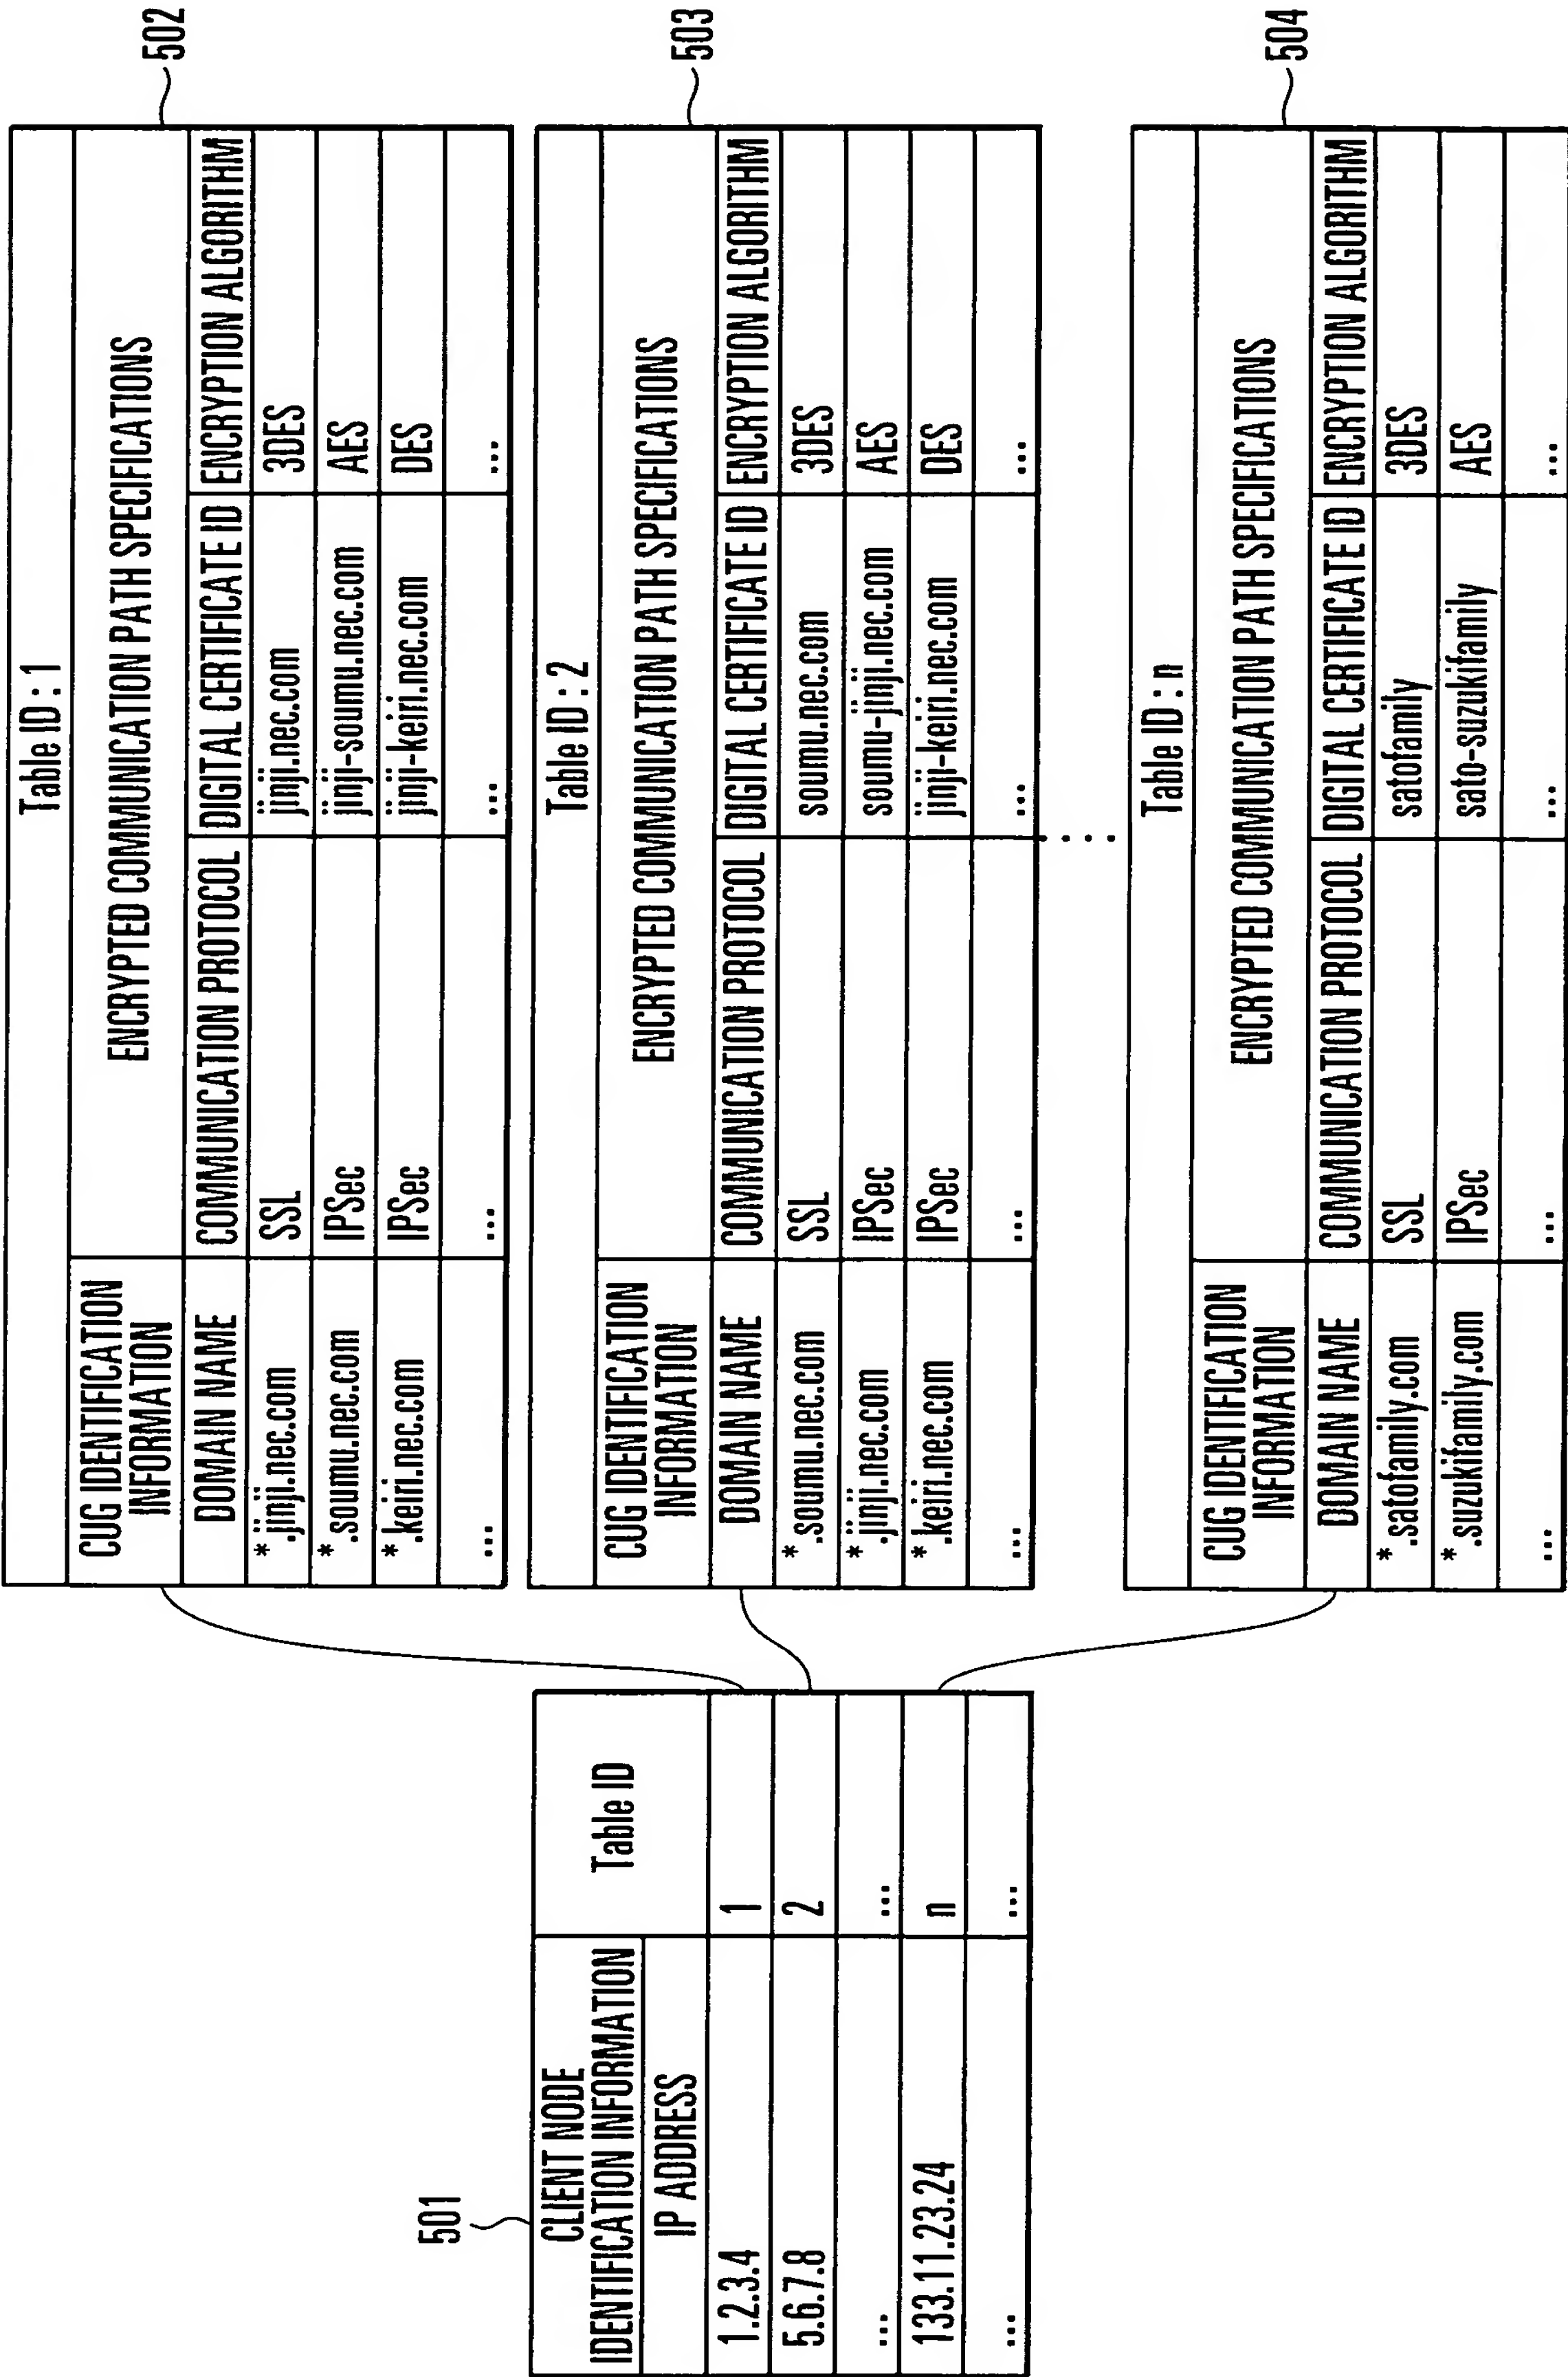 501
CLIENT NODE
IDENTIFICATION INFORMATION
Table ID
IP ADDRESS
1.2.3.4 1
5.6.7.8 2
... ...
133.11.23.24 n
... ...
502
Table ID : 1
CUG IDENTIFICATION
INFORMATION
ENCRYPTED COMMUNICATION PATH SPECIFICATIONS
DOMAIN NAME COMMUNICATION PROTOCOL DIGITAL CERTIFICATE ID ENCRYPTION ALGORITHM
*.jinji.nec.com SSL jinji.nec.com 3DES
*.soumu.nec.com IPSec jinji-soumu.nec.com AES
*.keiri.nec.com IPSec jinji-keiri.nec.com DES
... ... ... ...
503
Table ID : 2
CUG IDENTIFICATION
INFORMATION
ENCRYPTED COMMUNICATION PATH SPECIFICATIONS
DOMAIN NAME COMMUNICATION PROTOCOL DIGITAL CERTIFICATE ID ENCRYPTION ALGORITHM
*.soumu.nec.com SSL soumu.nec.com 3DES
*.jinji.nec.com IPSec soumu-jinji.nec.com AES
*.keiri.nec.com IPSec jinji-keiri.nec.com DES
... ... ... ...
504
Table ID : n
CUG IDENTIFICATION
INFORMATION
ENCRYPTED COMMUNICATION PATH SPECIFICATIONS
DOMAIN NAME COMMUNICATION PROTOCOL DIGITAL CERTIFICATE ID ENCRYPTION ALGORITHM
*.satofamily.com SSL satofamily 3DES
*.suzukifamily.com IPSec sato-suzukifamily AES
... ... ... ...